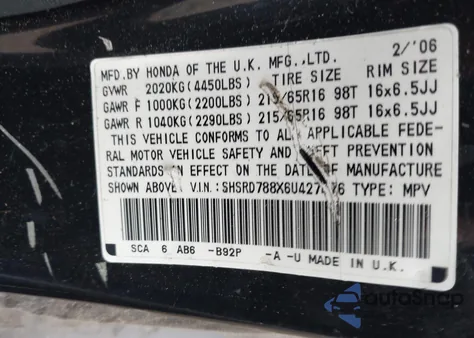 MFD.BY HONDA OF THE U.K. MFG.,LTD. 2/'06
GVWR 2020KG(4450LBS) TIRE SIZE RIM SIZE
GAWR F 1000KG(2200LBS) 215/65R16 98T 16x6.5JJ
GAWR R 1040KG(2290LBS) 215/65R16 98T 16x6.5JJ
THIS VEHICLE CONFORMS TO ALL APPLICABLE FEDE-
RAL MOTOR VEHICLE SAFETY AND THEFT PREVENTION
STANDARDS IN EFFECT ON THE DATE OF MANUFACTURE
SHOWN ABOVE. V.I.N.: TYPE: MPV
SCA 6 AB6 -B92P -A -U MADE IN U.K.
autoSnap